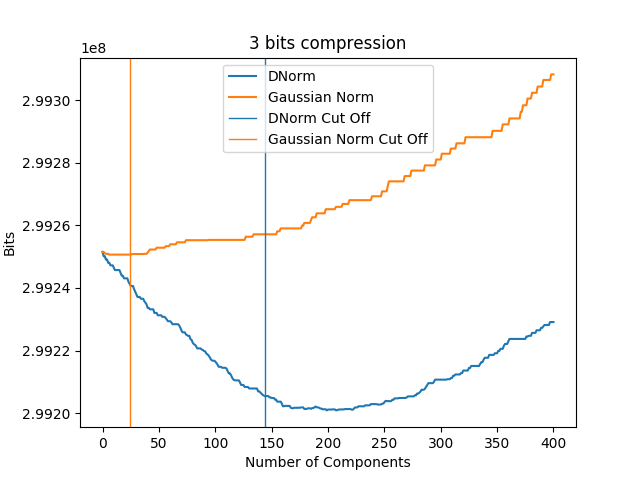 3 bits compression
1e8
DNorm
Gaussian Norm
DNorm Cut Off
Gaussian Norm Cut Off
2.9930
2.9928
2.9926
2.9924
2.9922
2.9920
Bits
0 50 100 150 200 250 300 350 400
Number of Components